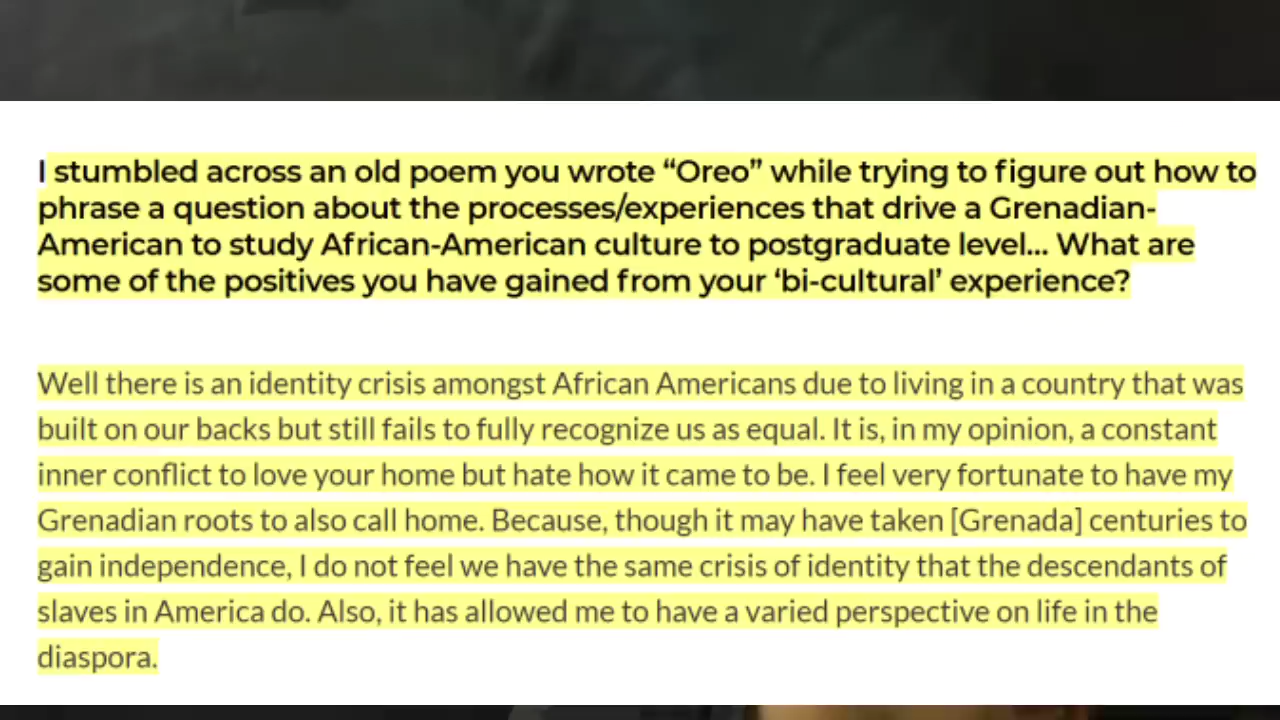 I stumbled across an old poem you wrote “Oreo” while trying to figure out how to
phrase a question about the processes/experiences that drive a Grenadian-
American to study African-American culture to postgraduate level... What are
some of the positives you have gained from your ‘bi-cultural’ experience?
Well there is an identity crisis amongst African Americans due to living in a country that was
built on our backs but still fails to fully recognize us as equal. It is, in my opinion, a constant
inner conflict to love your home but hate how it came to be. I feel very fortunate to have my
Grenadian roots to also call home. Because, though it may have taken [Grenada] centuries to
gain independence, I do not feel we have the same crisis of identity that the descendants of
slaves in America do. Also, it has allowed me to have a varied perspective on life in the
diaspora.